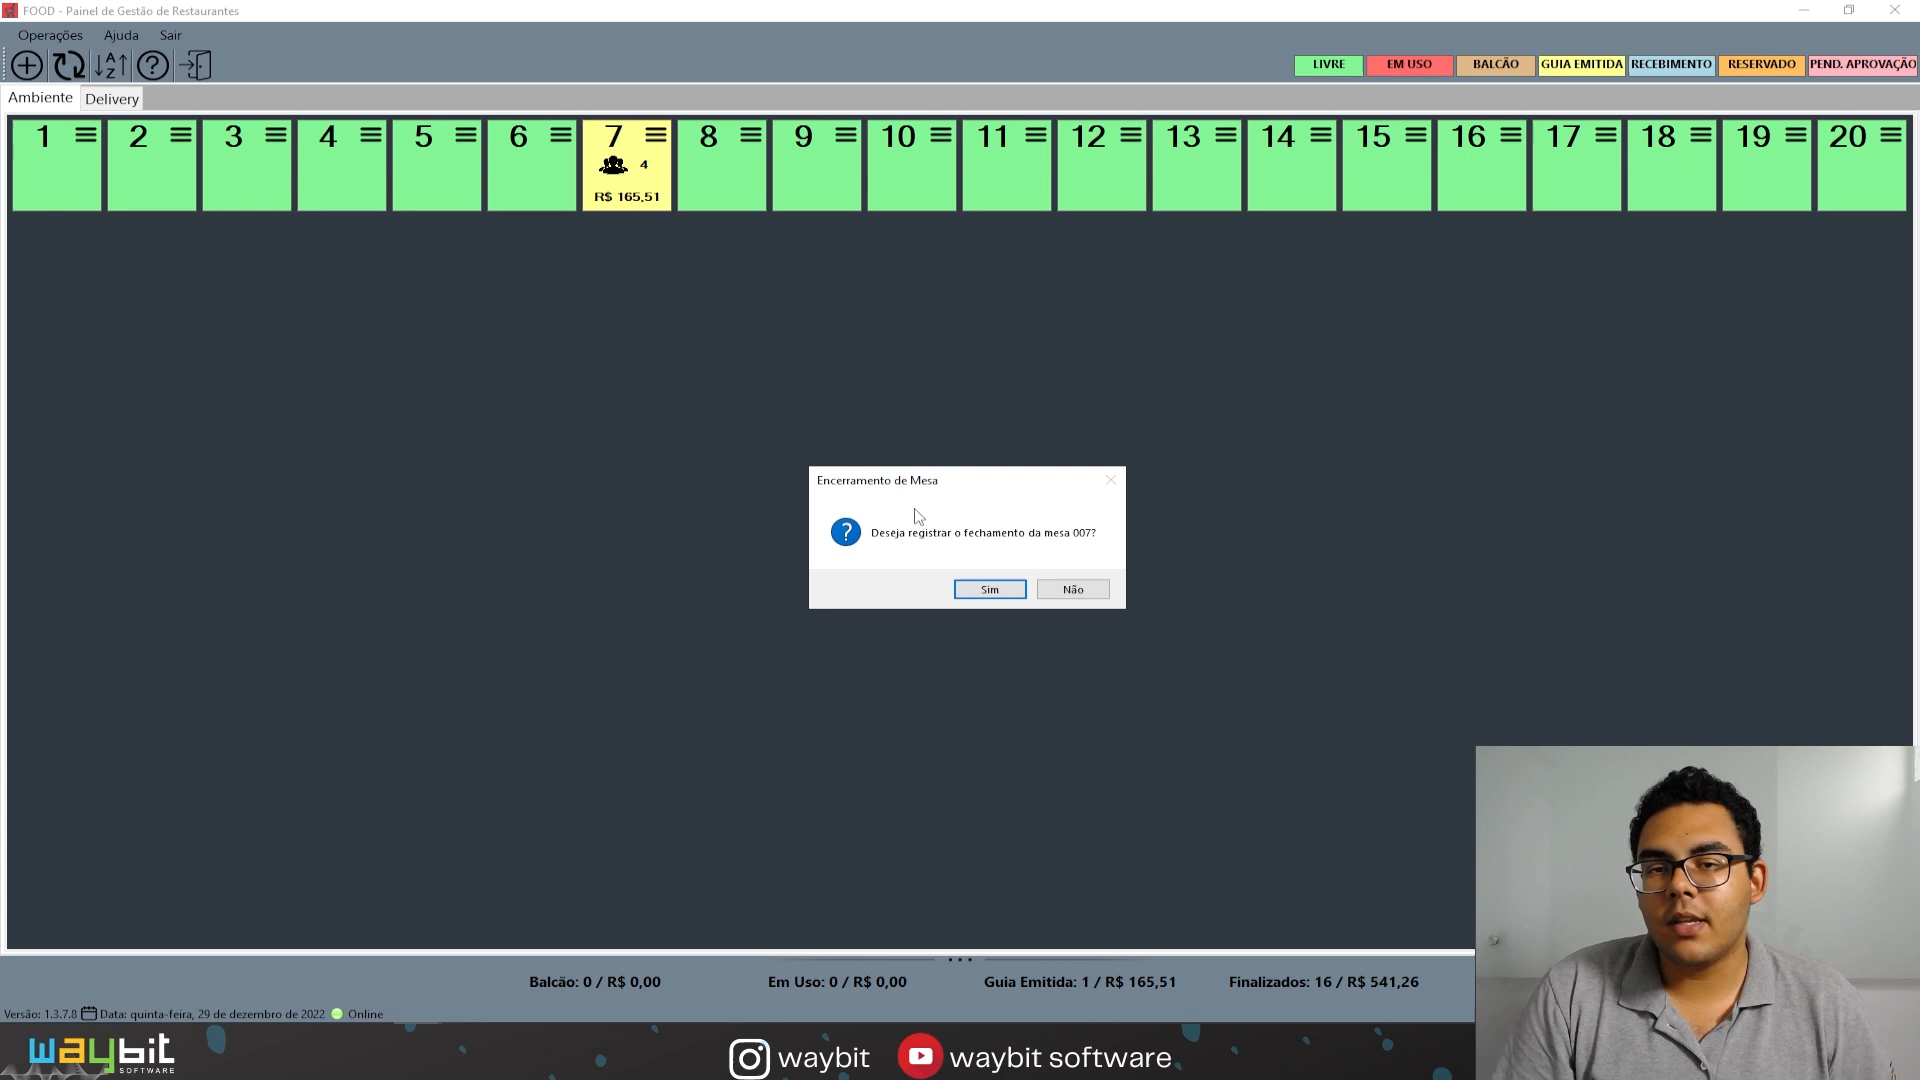 FOOD - Painel de Gestão de Restaurantes
Operações Ajuda Sair
LIVRE EM USO BALCÃO GUIA EMITIDA RECEBIMENTO RESERVADO PEND. APROVAÇÃO
Ambiente Delivery
1 2 3 4 5 6 7 8 9 10 11 12 13 14 15 16 17 18 19 20
4
R$ 165,51
Encerramento de Mesa
Deseja registrar o fechamento da mesa 007?
Sim Não
Balcão: 0 / R$ 0,00 Em Uso: 0 / R$ 0,00 Guia Emitida: 1 / R$ 165,51 Finalizados: 16 / R$ 541,26
Versão: 1.3.7.8 Data: quinta-feira, 29 de dezembro de 2022 Online
waybit
SOFTWARE
waybit waybit software